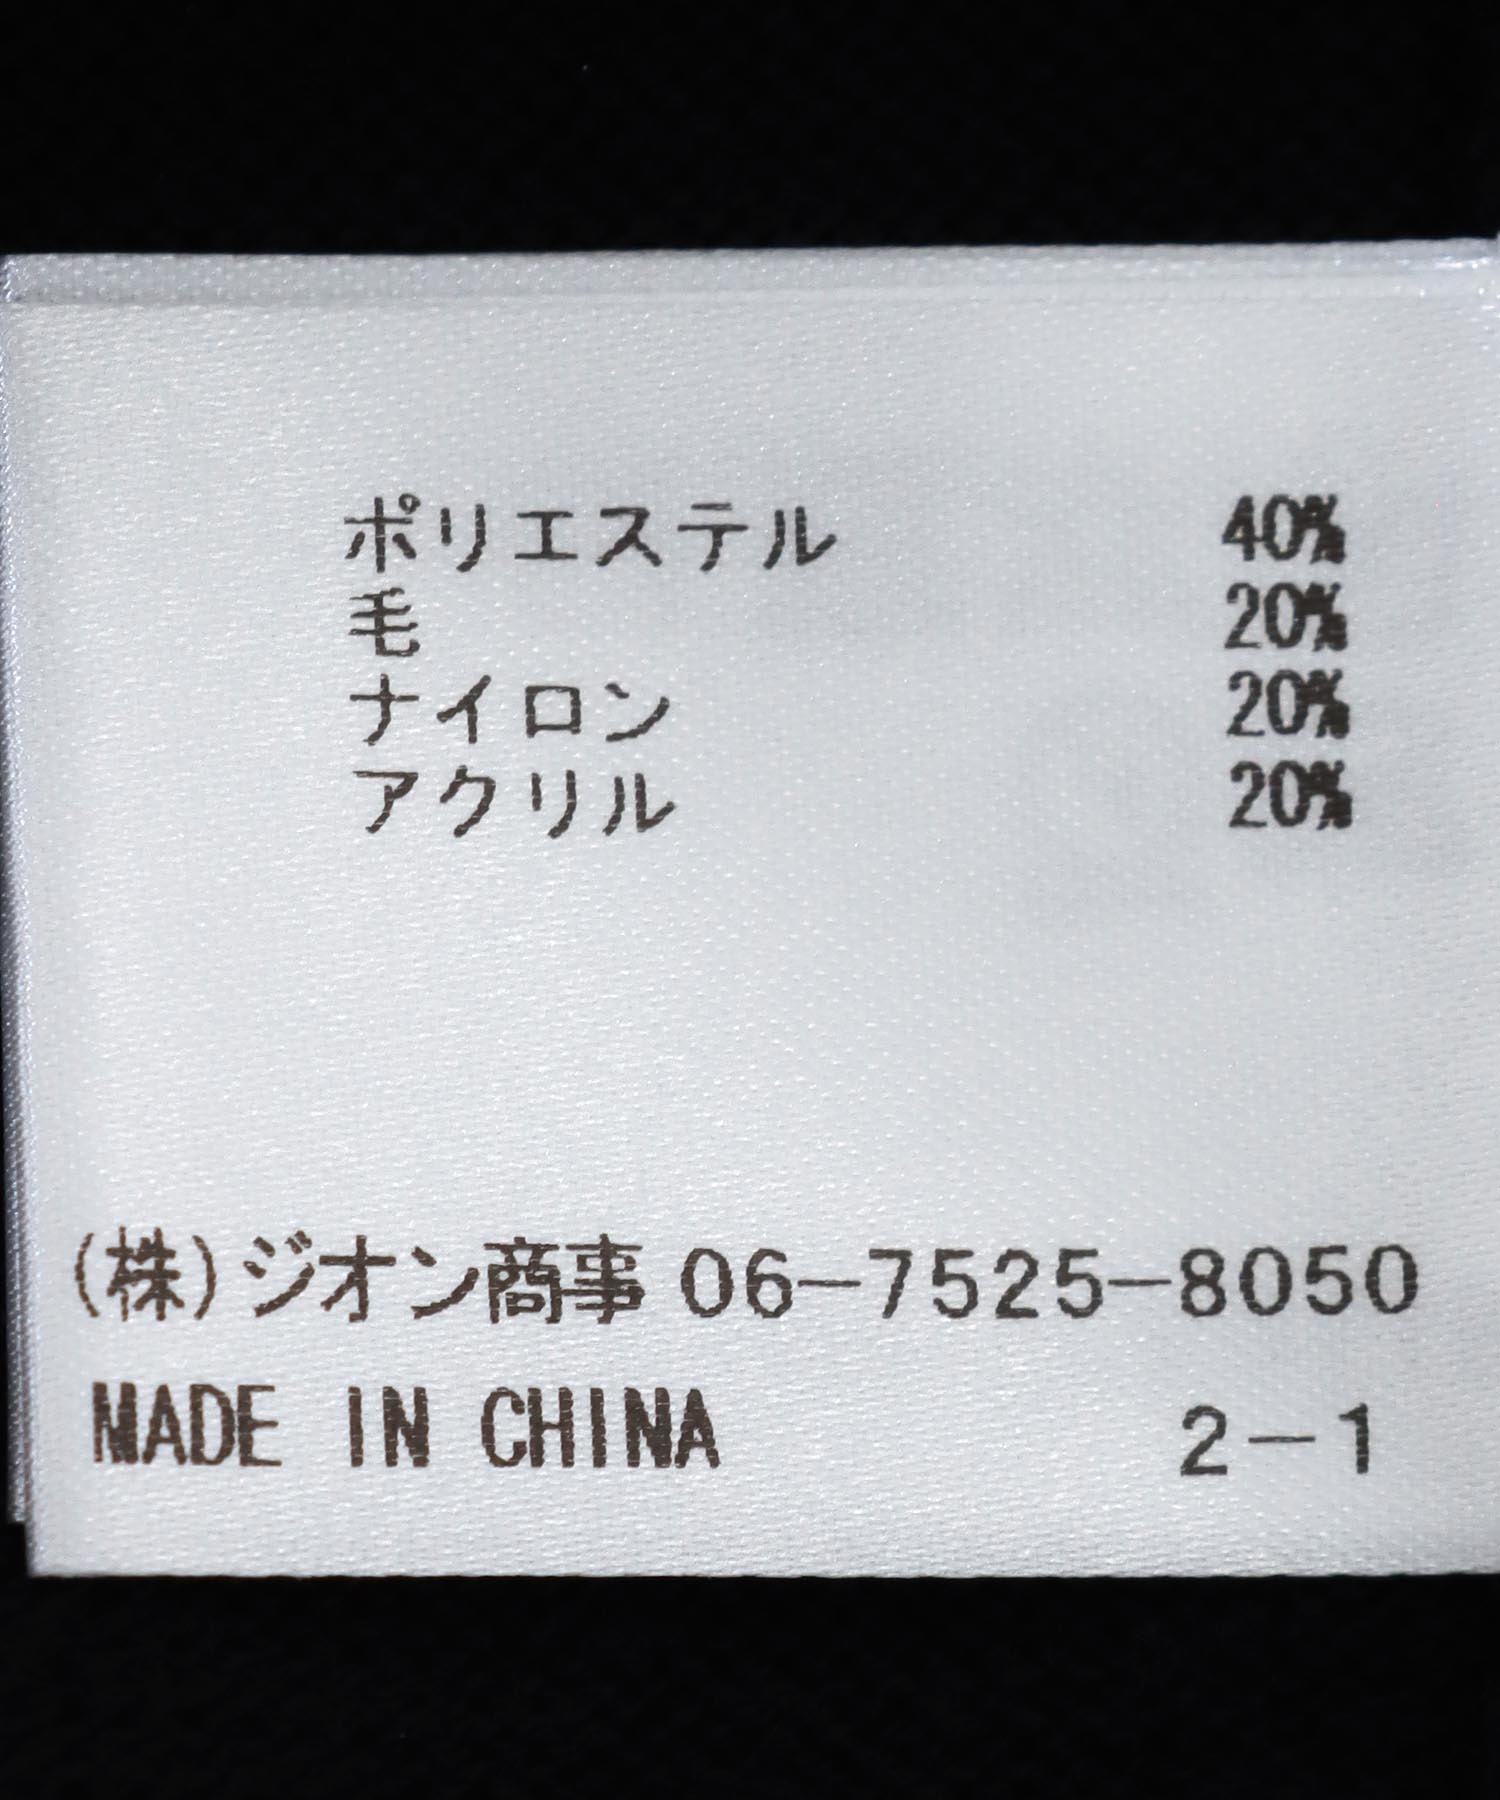 ポリエステル 40%
毛 20%
ナイロン 20%
アクリル 20%
(株)ジオン商事 06-7525-8050
MADE IN CHINA 2-1